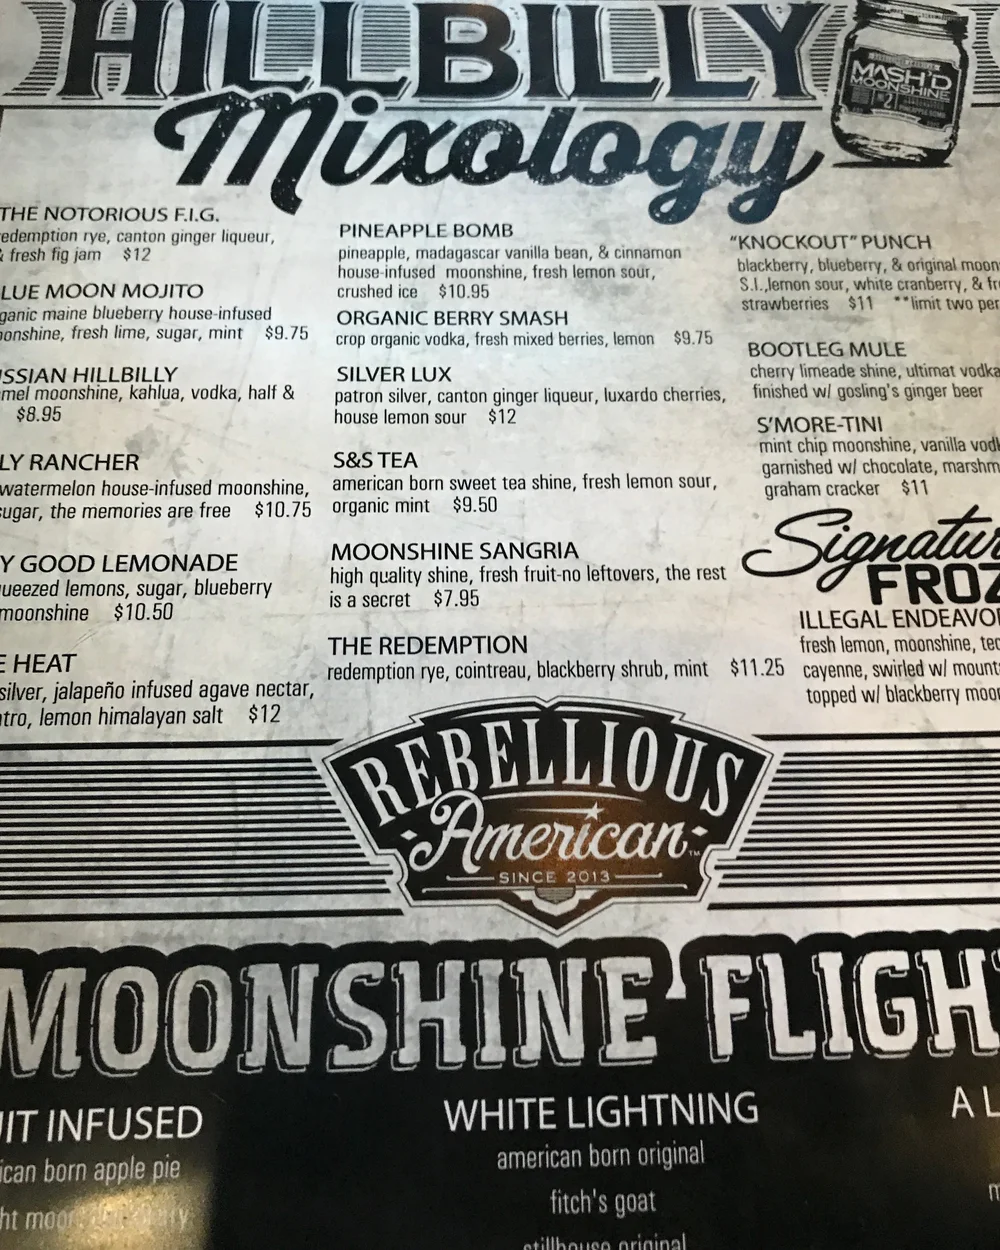 HILLBILLY
Mixology
MASH'D
MOONSHINE
THE NOTORIOUS F.I.G.
redemption rye, canton ginger liqueur,
& fresh fig jam $12
LUE MOON MOJITO
ganic maine blueberry house-infused
oonshine, fresh lime, sugar, mint $9.75
SSIAN HILLBILLY
mel moonshine, kahlua, vodka, half &
$8.95
LY RANCHER
watermelon house-infused moonshine,
sugar, the memories are free $10.75
Y GOOD LEMONADE
ueezed lemons, sugar, blueberry
moonshine $10.50
E HEAT
silver, jalapeño infused agave nectar,
ntro, lemon himalayan salt $12
PINEAPPLE BOMB
pineapple, madagascar vanilla bean, & cinnamon
house-infused moonshine, fresh lemon sour,
crushed ice $10.95
ORGANIC BERRY SMASH
crop organic vodka, fresh mixed berries, lemon $9.75
SILVER LUX
patron silver, canton ginger liqueur, luxardo cherries,
house lemon sour $12
S&S TEA
american born sweet tea shine, fresh lemon sour,
organic mint $9.50
MOONSHINE SANGRIA
high quality shine, fresh fruit-no leftovers, the rest
is a secret $7.95
THE REDEMPTION
redemption rye, cointreau, blackberry shrub, mint $11.25
"KNOCKOUT" PUNCH
blackberry, blueberry, & original moon
S.I.,lemon sour, white cranberry, & fr
strawberries $11 **limit two per
BOOTLEG MULE
cherry limeade shine, ultimat vodka
finished w/ gosling's ginger beer
S'MORE-TINI
mint chip moonshine, vanilla vod
garnished w/ chocolate, marshm
graham cracker $11
Signatur
FROZ
ILLEGAL ENDEAVO
fresh lemon, moonshine, teq
cayenne, swirled w/ mount
topped w/ blackberry moo
REBELLIOUS
American
SINCE 2013
MOONSHINE FLIGH
UIT INFUSED
ican born apple pie
ht moo
WHITE LIGHTNING
american born original
fitch's goat
stillhouse original
A L
m